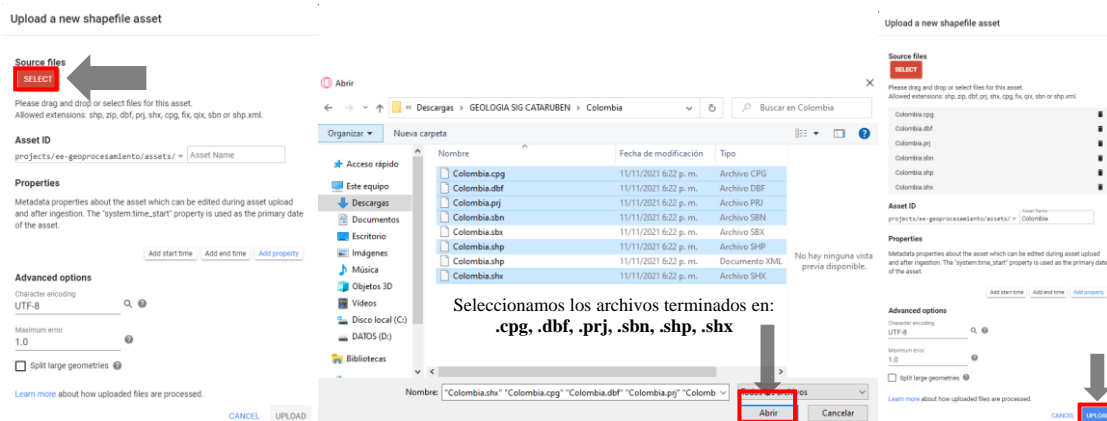 Upload a new shapefile asset
Source files
SELECT
Please drag and drop or select files for this asset.
Allowed extensions: shp, zip, dbf, prj, shx, cpg, fix, qix, sbn or shp.xml.
Asset ID
projects/ee-geoprocesamiento/assets/
Asset Name
Properties
Metadata properties about the asset which can be edited during asset upload
and after ingestion. The "system:time_start" property is used as the primary date
of the asset.
Add start time Add end time Add property
Advanced options
Character encoding
UTF-8
Maximum error
1.0
Split large geometries
Learn more about how uploaded files are processed.
CANCEL UPLOAD
Abrir
« Descargas > GEOLOGIA SIG CATARUBEN > Colombia
Buscar en Colombia
Organizar Nueva carpeta
Acceso rápido
Este equipo
Descargas
Documentos
Escritorio
Imágenes
Música
Objetos 3D
Vídeos
Disco local (C:)
DATOS (D:)
Bibliotecas
Nombre Fecha de modificación Tipo
Colombia.cpg 11/11/2021 6:22 p. m. Archivo CPG
Colombia.dbf 11/11/2021 6:22 p. m. Archivo DBF
Colombia.prj 11/11/2021 6:22 p. m. Archivo PRJ
Colombia.sbn 11/11/2021 6:22 p. m. Archivo SBN
Colombia.sbx 11/11/2021 6:22 p. m. Archivo SBX
Colombia.shp 11/11/2021 6:22 p. m. Archivo SHP
Colombia.shp 11/11/2021 6:22 p. m. Documento XML
Colombia.shx 11/11/2021 6:22 p. m. Archivo SHX
No hay ninguna vista
previa disponible.
Seleccionamos los archivos terminados en:
.cpg, .dbf, .prj, .sbn, .shp, .shx
Nombre: "Colombia.shx" "Colombia.cpg" "Colombia.dbf" "Colombia.prj" "Colomb
Abrir Cancelar
Upload a new shapefile asset
Source files
SELECT
Please drag and drop or select files for this asset.
Allowed extensions: shp, zip, dbf, prj, shx, cpg, fix, qix, sbn or shp.xml.
Colombia.cpg
Colombia.dbf
Colombia.prj
Colombia.sbn
Colombia.shp
Colombia.shx
Asset ID
projects/ee-geoprocesamiento/assets/
Asset Name
Colombia
Properties
Metadata properties about the asset which can be edited during asset upload
and after ingestion. The "system:time_start" property is used as the primary date
of the asset.
Add start time Add end time Add property
Advanced options
Character encoding
UTF-8
Maximum error
1.0
Split large geometries
Learn more about how uploaded files are processed.
CANCEL UPLOAD